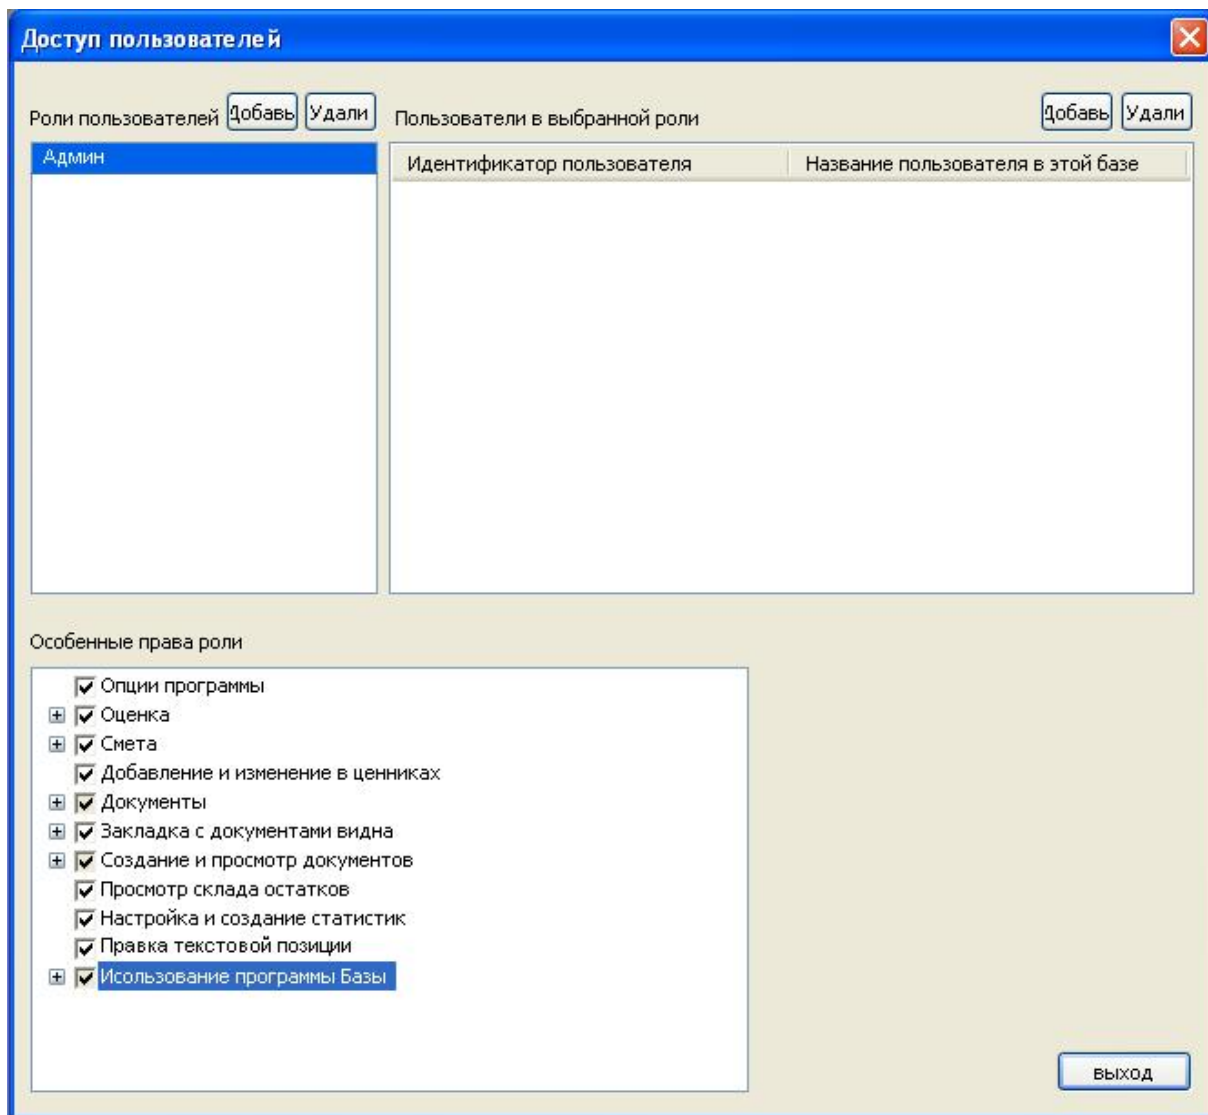 Доступ пользователей
Роли пользователей Добавь Удали Пользователи в выбранной роли Добавь Удали
Админ
Идентификатор пользователя Название пользователя в этой базе
Особенные права роли
Опции программы
Оценка
Смета
Добавление и изменение в ценниках
Документы
Закладка с документами видна
Создание и просмотр документов
Просмотр склада остатков
Настройка и создание статистик
Правка текстовой позиции
Исользование программы Базы
выход